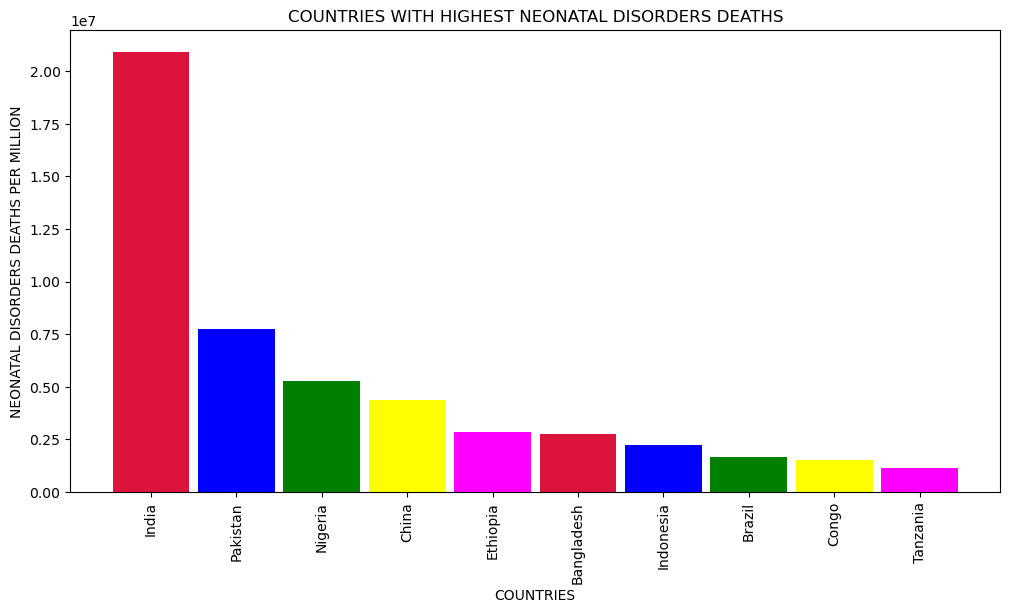 COUNTRIES WITH HIGHEST NEONATAL DISORDERS DEATHS
1e7
NEONATAL DISORDERS DEATHS PER MILLION
2.00
1.75
1.50
1.25
1.00
0.75
0.50
0.25
0.00
India
Pakistan
Nigeria
China
Ethiopia
Bangladesh
Indonesia
Brazil
Congo
Tanzania
COUNTRIES